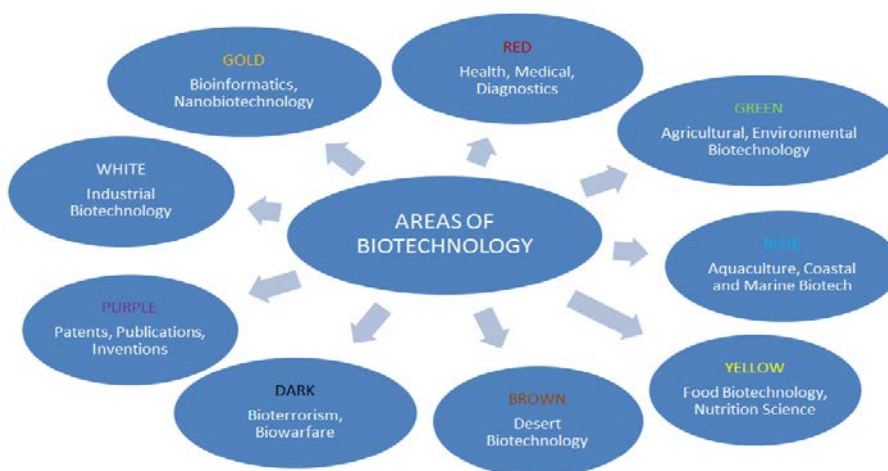 AREAS OF
BIOTECHNOLOGY
RED
Health, Medical,
Diagnostics
GREEN
Agricultural, Environmental
Biotechnology
BLUE
Aquaculture, Coastal
and Marine Biotech
YELLOW
Food Biotechnology,
Nutrition Science
BROWN
Desert
Biotechnology
DARK
Bioterrorism,
Biowarfare
PURPLE
Patents, Publications,
Inventions
WHITE
Industrial
Biotechnology
GOLD
Bioinformatics,
Nanobiotechnology